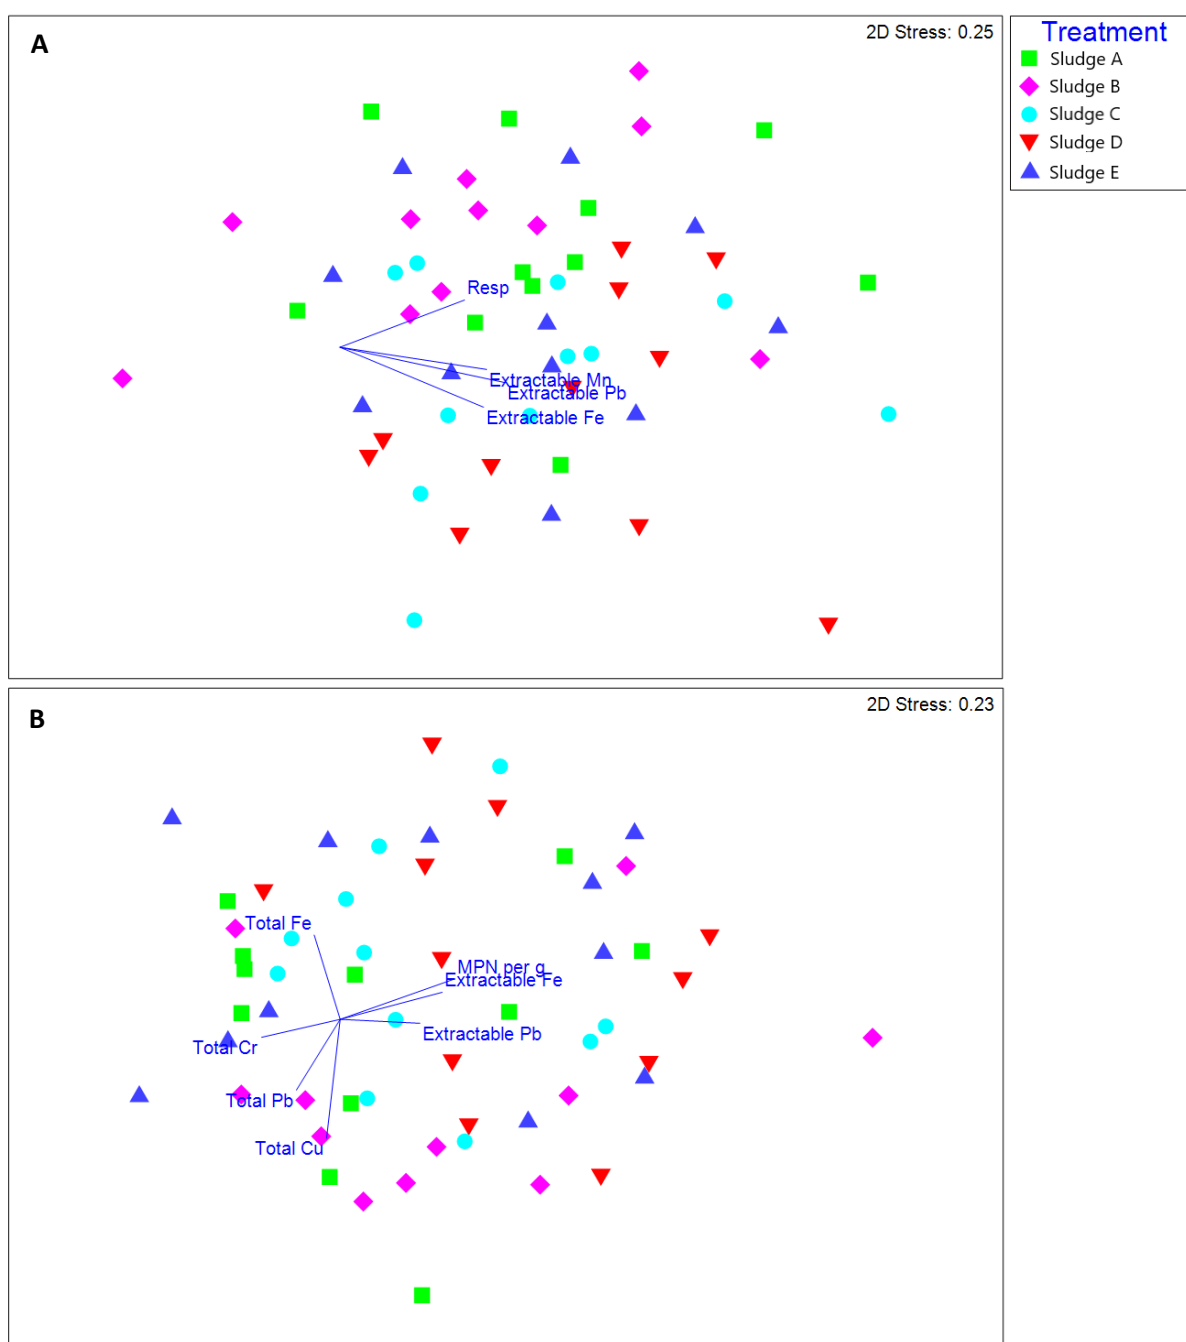 A
2D Stress: 0.25
Treatment
Sludge A
Sludge B
Sludge C
Sludge D
Sludge E
Resp
Extractable Mn
Extractable Pb
Extractable Fe
B
2D Stress: 0.23
Total Fe
MPN per g
Extractable Fe
Extractable Pb
Total Cr
Total Pb
Total Cu